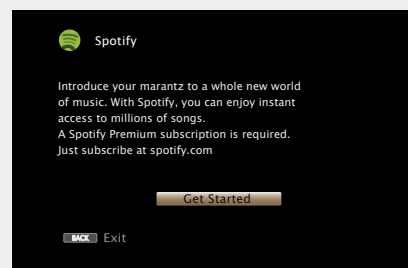 Spotify
Introduce your marantz to a whole new world
of music. With Spotify, you can enjoy instant
access to millions of songs.
A Spotify Premium subscription is required.
Just subscribe at spotify.com
Get Started
BACK Exit